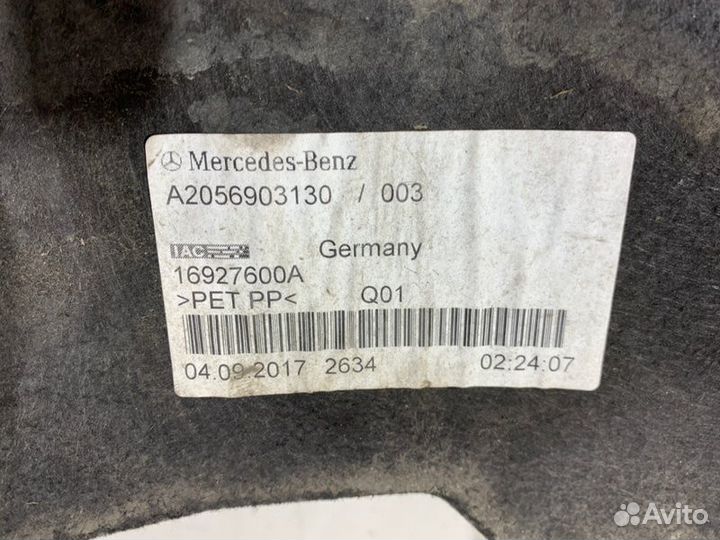 Mercedes-Benz
A2056903130 / 003
IAC Germany
16927600A
>PET PP< Q01
04.09.2017 2634 02:24:07
Avito